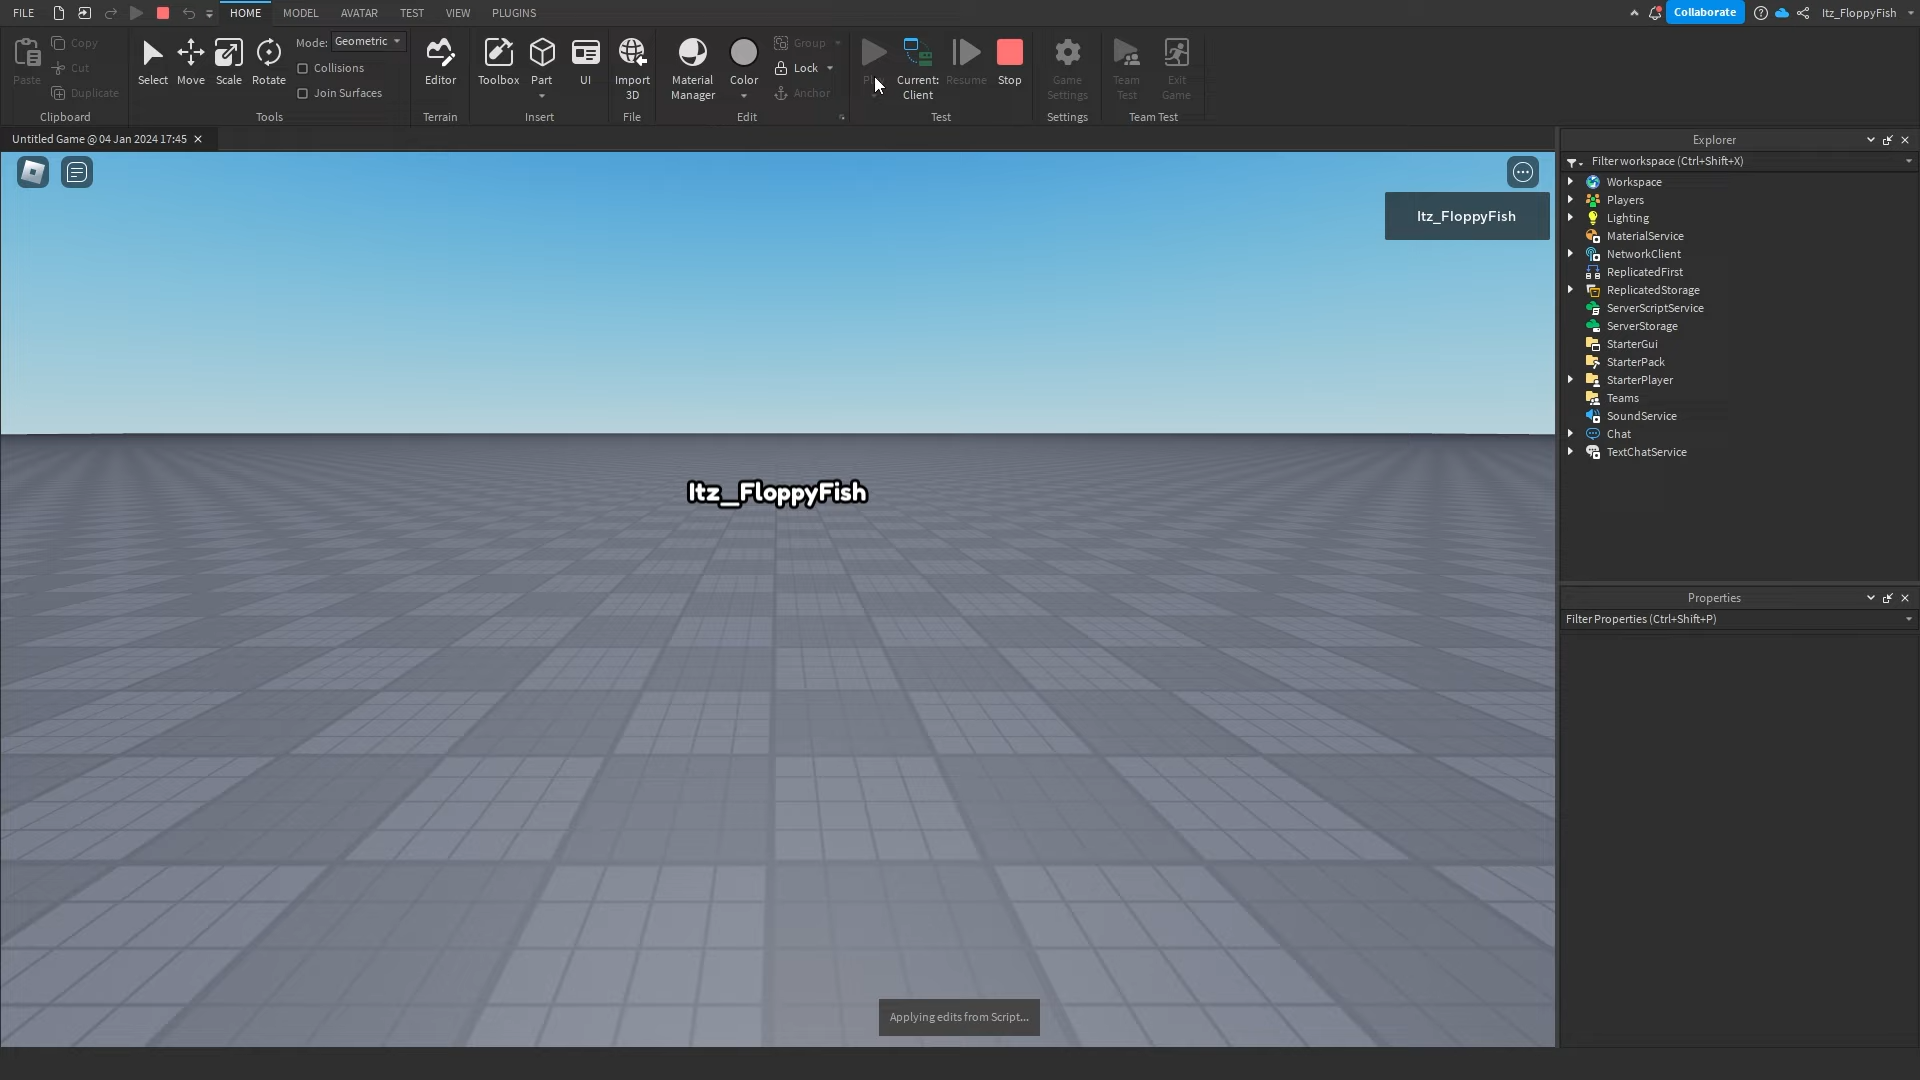 FILE HOME MODEL AVATAR TEST VIEW PLUGINS Collaborate Itz_FloppyFish
Paste Copy Cut Duplicate Clipboard
Select Move Scale Rotate Mode: Geometric Collisions Join Surfaces Tools
Editor Terrain
Toolbox Part UI Insert
Import 3D File
Material Manager Color Group Lock Anchor Edit
Current: Client Resume Stop Test
Game Settings Settings
Team Test Exit Game Team Test
Untitled Game @ 04 Jan 2024 17:45
Itz_FloppyFish
Itz_FloppyFish
Applying edits from Script...
Explorer
Filter workspace (Ctrl+Shift+X)
Workspace
Players
Lighting
MaterialService
NetworkClient
ReplicatedFirst
ReplicatedStorage
ServerScriptService
ServerStorage
StarterGui
StarterPack
StarterPlayer
Teams
SoundService
Chat
TextChatService
Properties
Filter Properties (Ctrl+Shift+P)